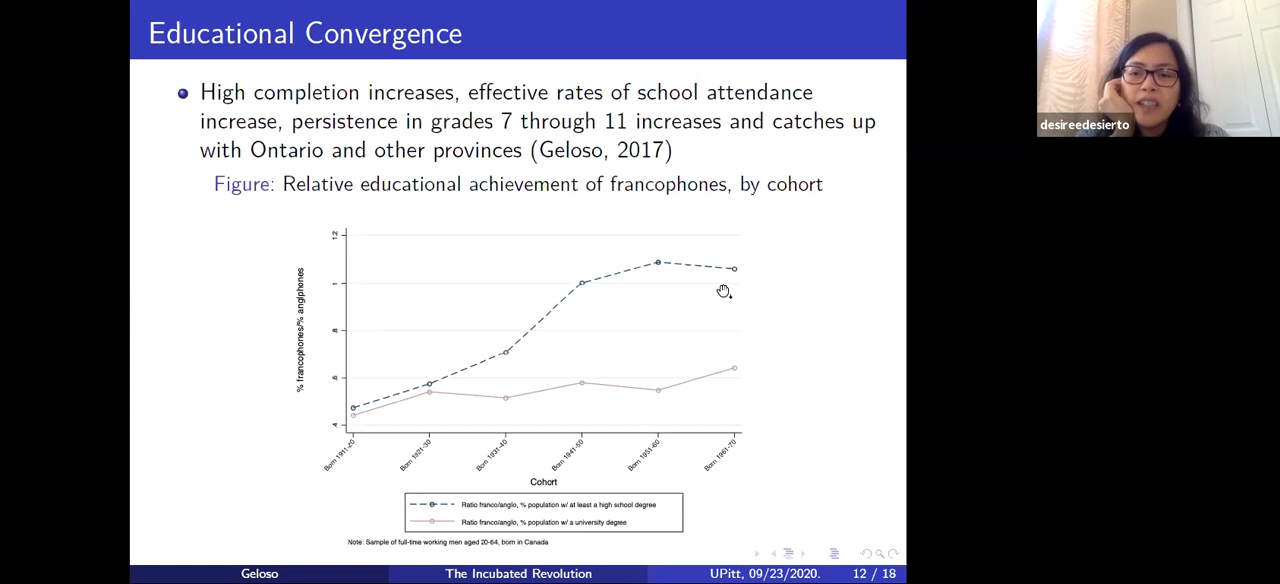 Educational Convergence
High completion increases, effective rates of school attendance
increase, persistence in grades 7 through 11 increases and catches up
with Ontario and other provinces (Geloso, 2017)
Figure: Relative educational achievement of francophones, by cohort
% francophones/% anglphones
1.2
1
.8
.6
.4
Born 1911-20
Born 1921-30
Born 1931-40
Born 1941-50
Born 1951-60
Born 1961-70
Cohort
Ratio franco/anglo, % population w/ at least a high school degree
Ratio franco/anglo, % population w/ a university degree
Note: Sample of full-time working men aged 20-64, born in Canada
Geloso The Incubated Revolution UPitt, 09/23/2020. 12 / 18
desireedesierto